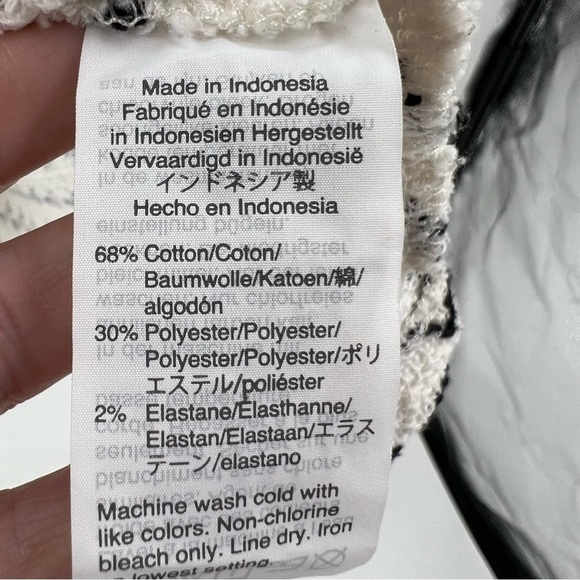 Made in Indonesia
Fabriqué en Indonésie
in Indonesien Hergestellt
Vervaardigd in Indonesië
インドネシア製
Hecho en Indonesia
68% Cotton/Coton/
Baumwolle/Katoen/綿/
algodón
30% Polyester/Polyester/
Polyester/Polyester/ポリ
エステル/poliéster
2% Elastane/Élasthanne/
Elastan/Elastaan/エラス
テーン/elastano
Machine wash cold with
like colors. Non-chlorine
bleach only. Line dry. Iron
lowest setting.